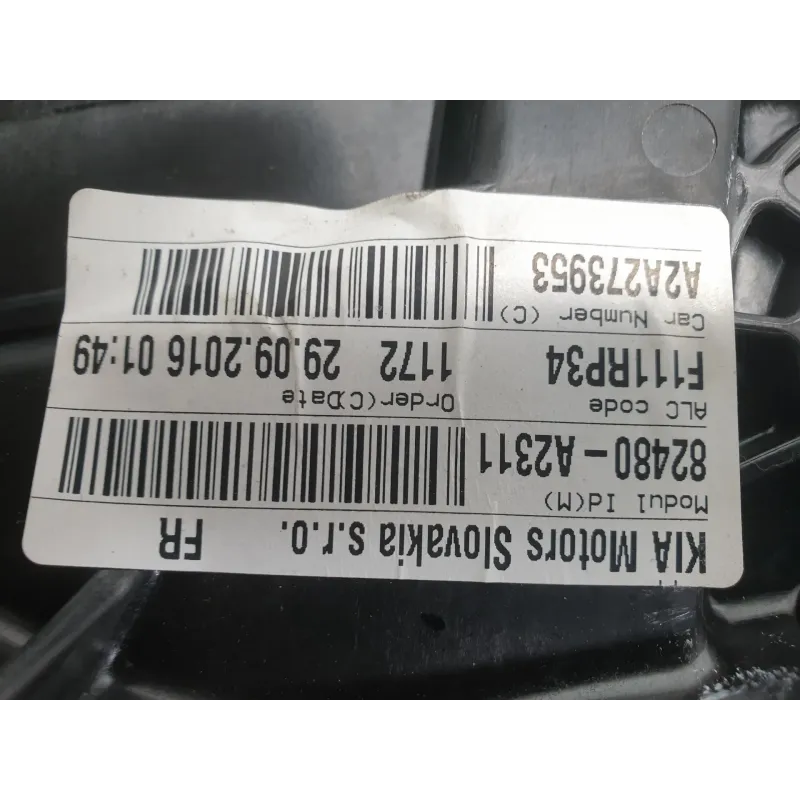 KIA Motors Slovakia s.r.o. FR
Modul Id(M)
82480-A2311
ALC code Order(C) Date
F111RP34 1172 29.09.2016 01:49
Car Number (C)
A2A273953